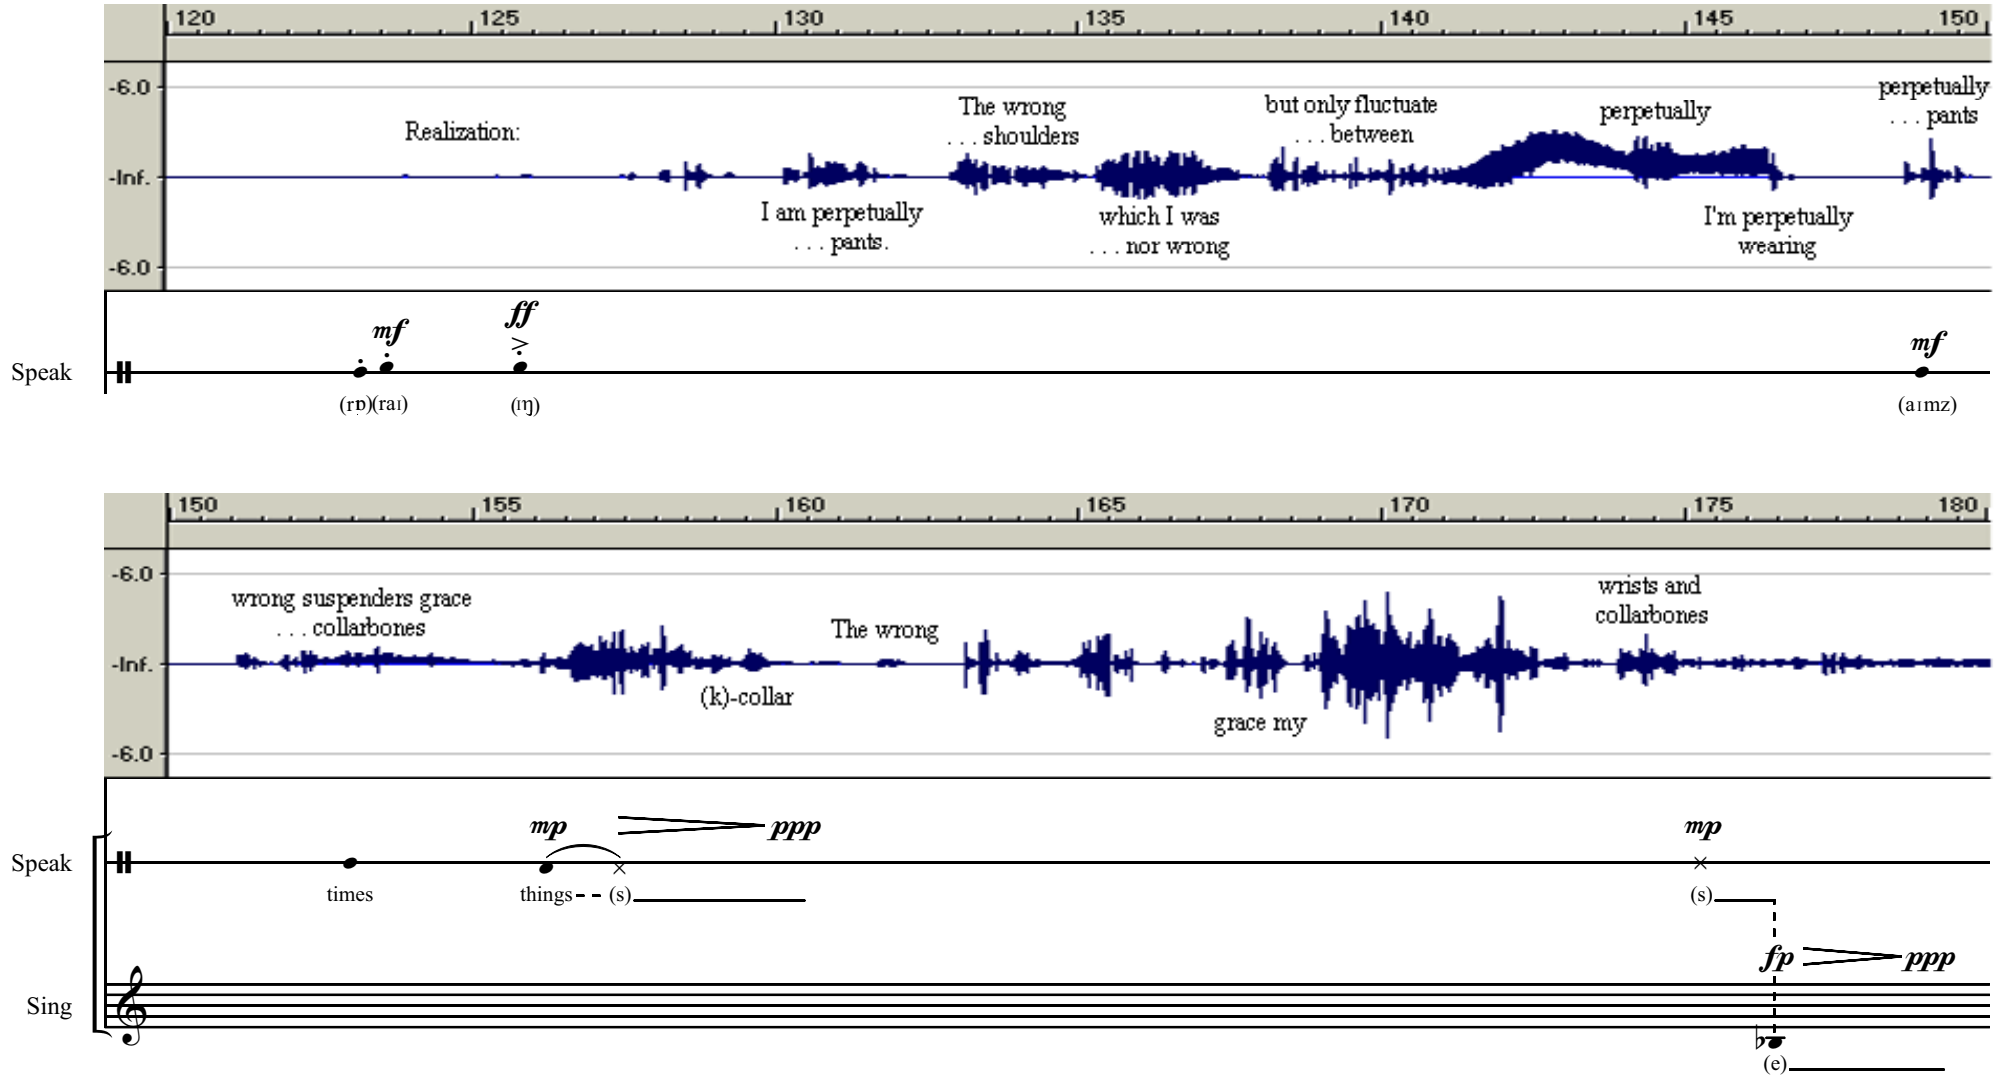 120 125 130 135 140 145 150
-6.0
perpetually
The wrong but only fluctuate perpetually . . . pants
Realization: . . . shoulders . . . between
-Inf.
I am perpetually which I was I'm perpetually
. . . pants. . . . nor wrong wearing
-6.0
ff
mf mf
Speak
(rɒ)(raɪ) (ɪŋ) (aɪmz)
150 155 160 165 170 175 180
-6.0
wrists and
wrong suspenders grace collarbones
. . . collarbones The wrong
-Inf.
(k)-collar
grace my
-6.0
mp ppp mp
Speak
times things-- (s) (s)
fp ppp
Sing
(e)